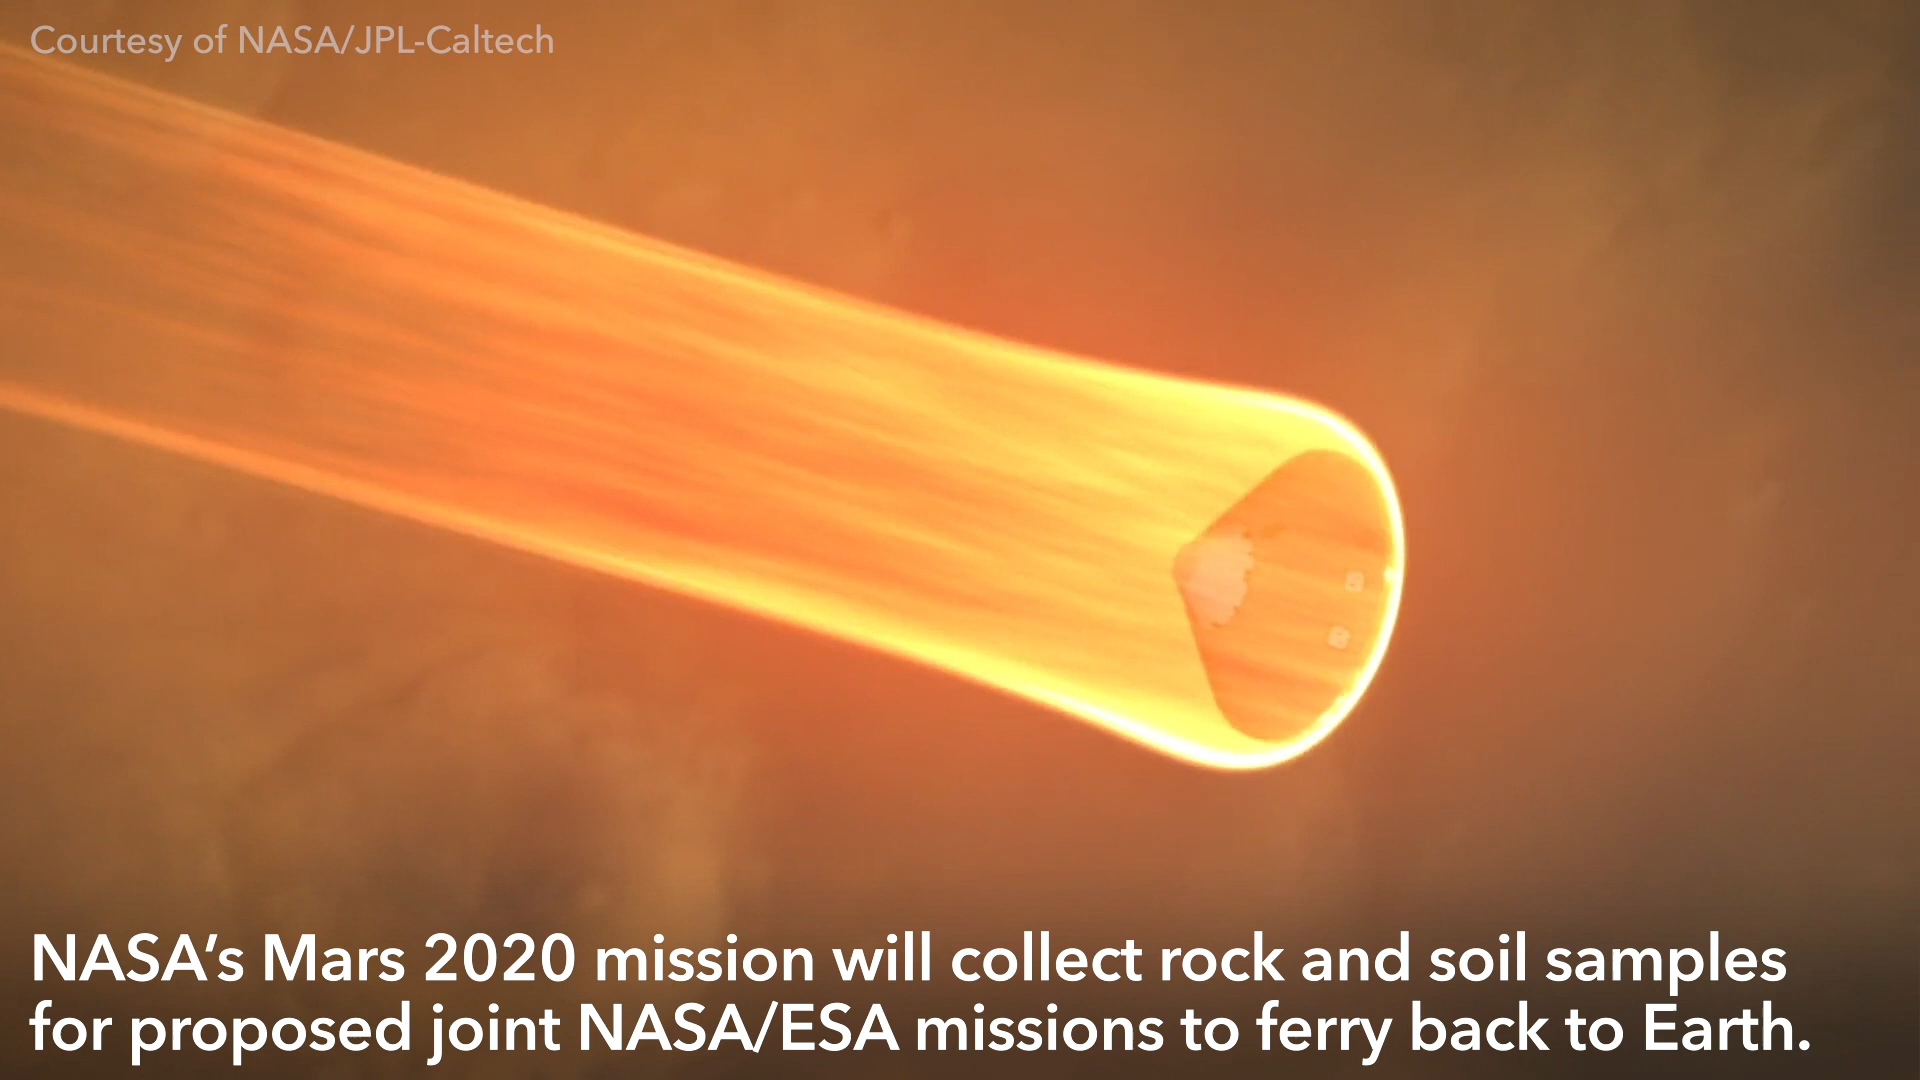 Courtesy of NASA/JPL-Caltech
NASA’s Mars 2020 mission will collect rock and soil samples
for proposed joint NASA/ESA missions to ferry back to Earth.